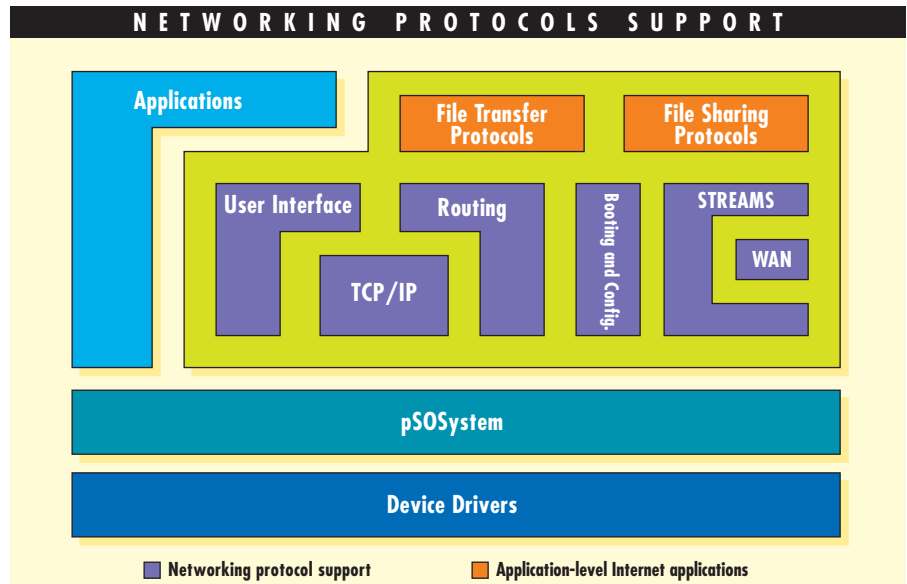 NETWORKING PROTOCOLS SUPPORT
Applications
File Transfer
Protocols
File Sharing
Protocols
User Interface
Routing
Booting and Config.
STREAMS
WAN
TCP/IP
pSOSystem
Device Drivers
Networking protocol support
Application-level Internet applications